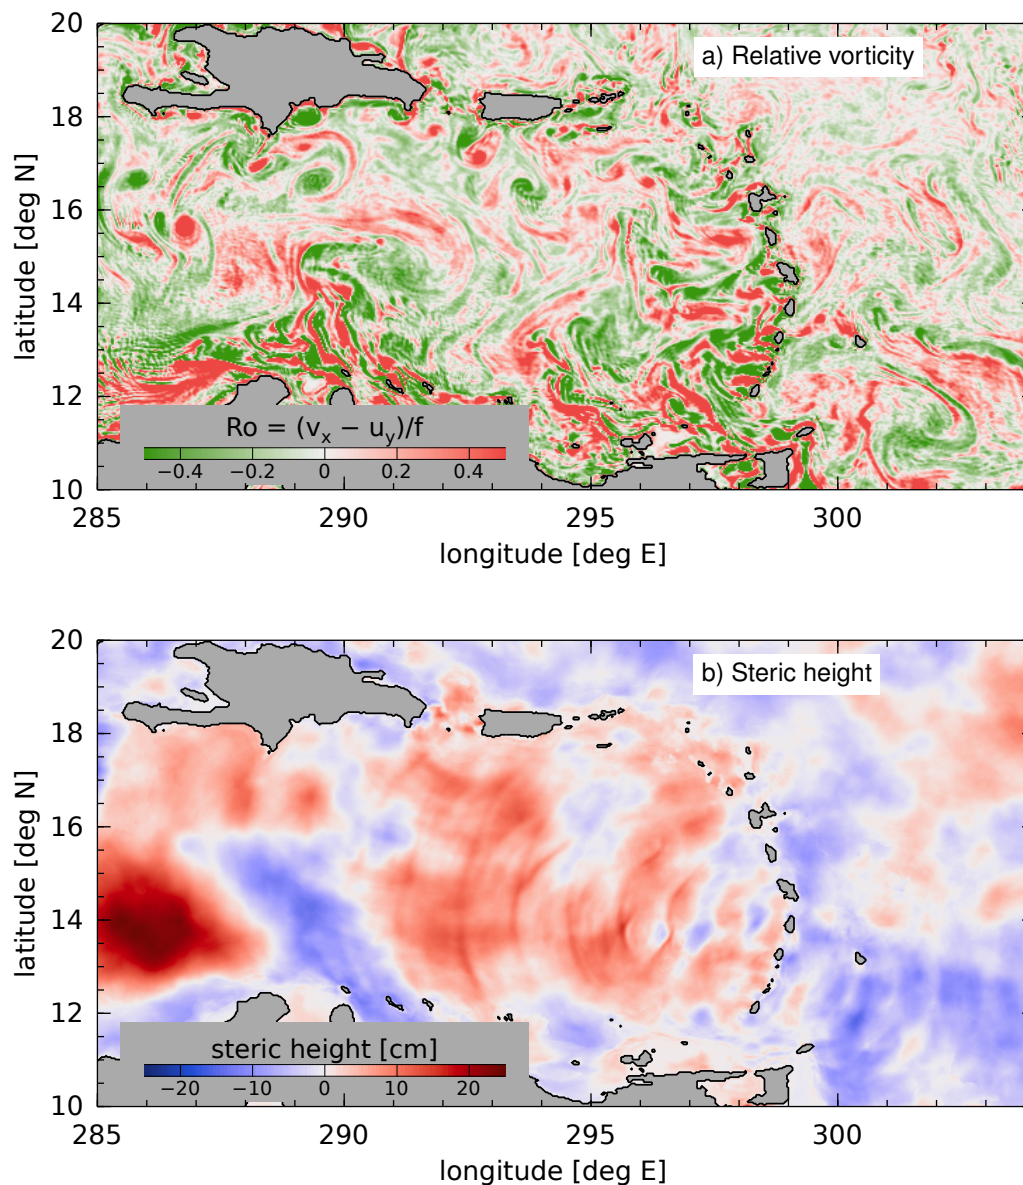 20
a) Relative vorticity
18
16
14
12
10
latitude [deg N]
Ro = (v_x − u_y)/f
−0.4 −0.2 0 0.2 0.4
285 290 295 300
longitude [deg E]
20
b) Steric height
18
16
14
12
10
latitude [deg N]
steric height [cm]
−20 −10 0 10 20
285 290 295 300
longitude [deg E]